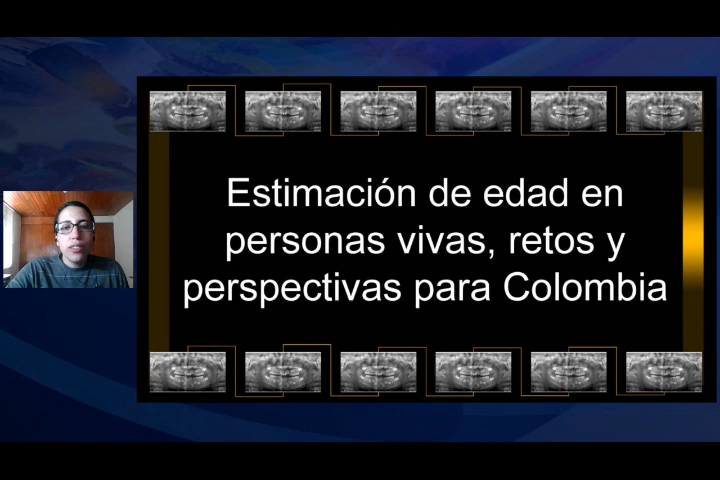 Estimación de edad en
personas vivas, retos y
perspectivas para Colombia